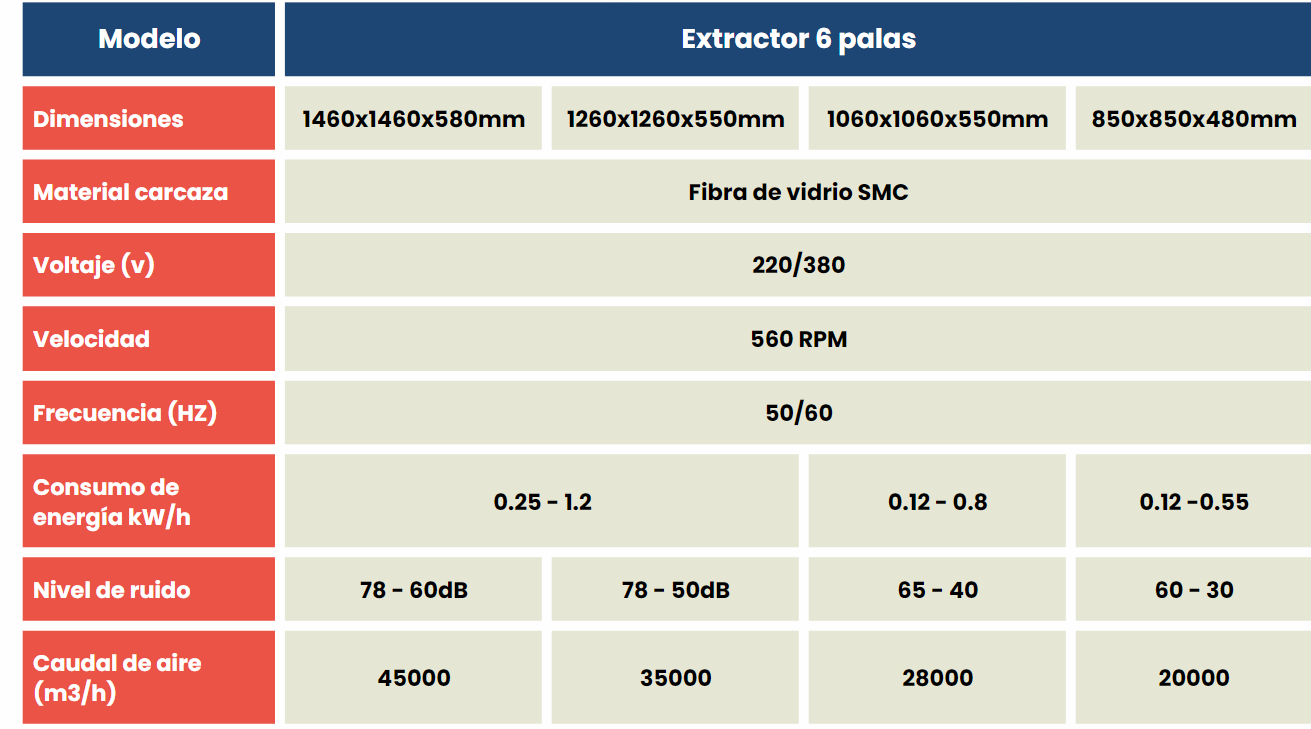 Modelo
Extractor 6 palas
Dimensiones
1460x1460x580mm
1260x1260x550mm
1060x1060x550mm
850x850x480mm
Material carcaza
Fibra de vidrio SMC
Voltaje (v)
220/380
Velocidad
560 RPM
Frecuencia (HZ)
50/60
Consumo de
energía kW/h
0.25 - 1.2
0.12 - 0.8
0.12 -0.55
Nivel de ruido
78 - 60dB
78 - 50dB
65 - 40
60 - 30
Caudal de aire
(m3/h)
45000
35000
28000
20000